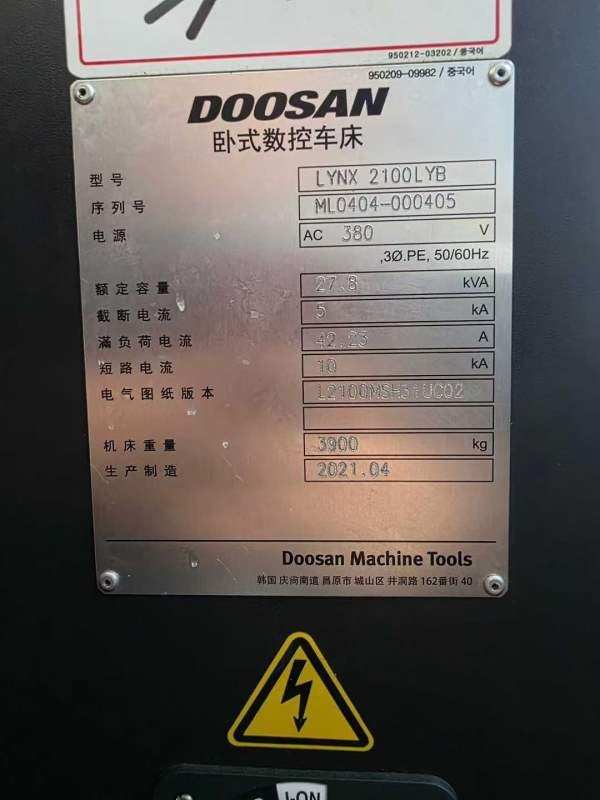 950212-03202 / 중국어
950209-09982 / 중국어
DOOSAN
卧式数控车床
型号 LYNX 2100LYB
序列号 ML0404-000405
电源 AC 380 V
,3Ø.PE, 50/60Hz
额定容量 27.8 kVA
截断电流 5 kA
滿负荷电流 42.23 A
短路电流 10 kA
电气图纸版本 L2100MSH31UC02
机床重量 3900 kg
生产制造 2021.04
Doosan Machine Tools
韩国 庆尚南道 昌原市 城山区 井洞路 162番街 40
I-ON